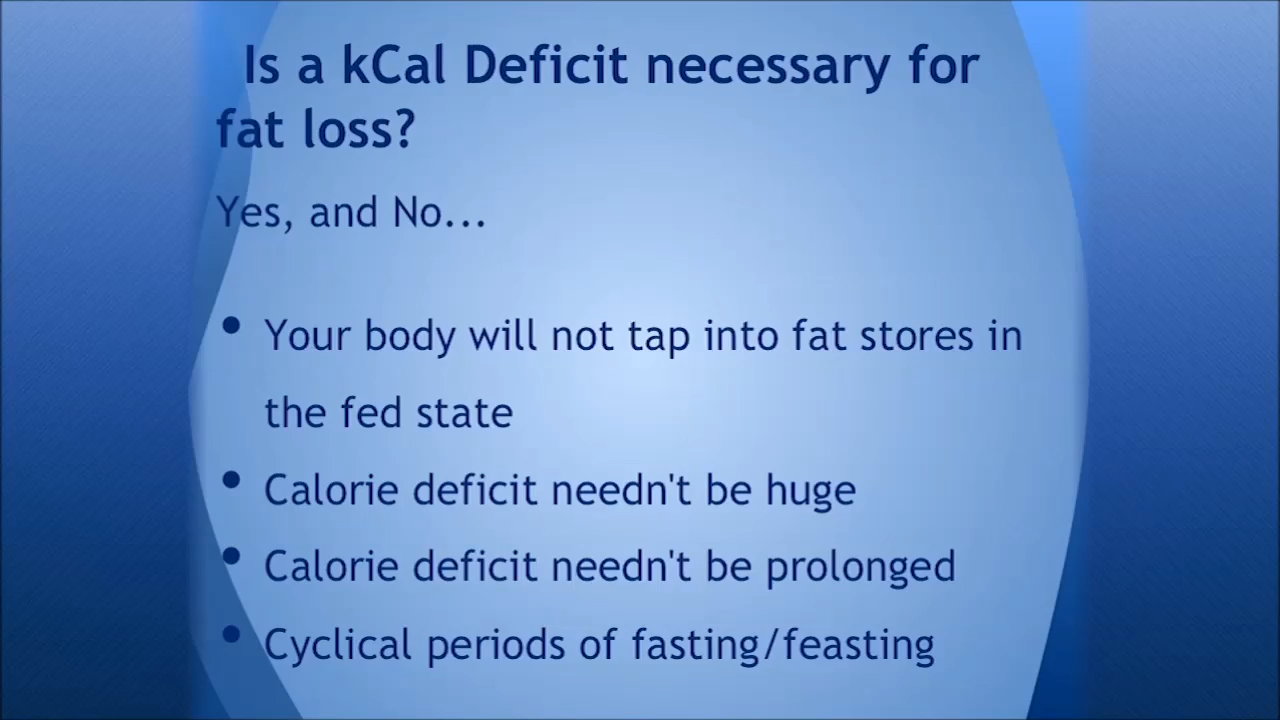 Is a kCal Deficit necessary for
fat loss?
Yes, and No...
• Your body will not tap into fat stores in
the fed state
• Calorie deficit needn't be huge
• Calorie deficit needn't be prolonged
• Cyclical periods of fasting/feasting